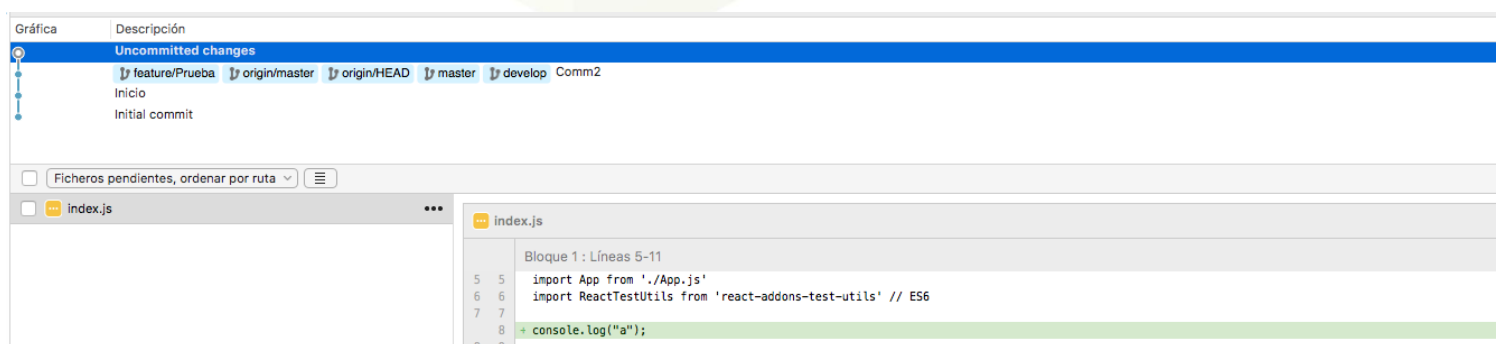 Gráfica Descripción
Uncommitted changes
feature/Prueba origin/master origin/HEAD master develop Comm2
Inicio
Initial commit
Ficheros pendientes, ordenar por ruta
index.js
index.js
Bloque 1 : Líneas 5-11
5 5 import App from './App.js'
6 6 import ReactTestUtils from 'react-addons-test-utils' // ES6
7 7
8 + console.log("a");